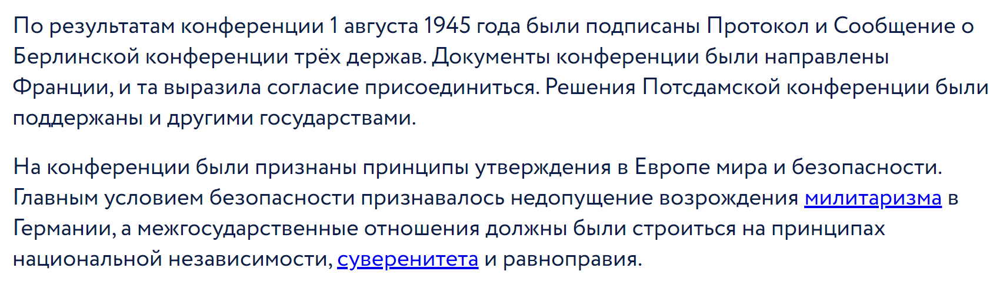 По результатам конференции 1 августа 1945 года были подписаны Протокол и Сообщение о
Берлинской конференции трёх держав. Документы конференции были направлены
Франции, и та выразила согласие присоединиться. Решения Потсдамской конференции были
поддержаны и другими государствами.
На конференции были признаны принципы утверждения в Европе мира и безопасности.
Главным условием безопасности признавалось недопущение возрождения милитаризма в
Германии, а межгосударственные отношения должны были строиться на принципах
национальной независимости, суверенитета и равноправия.